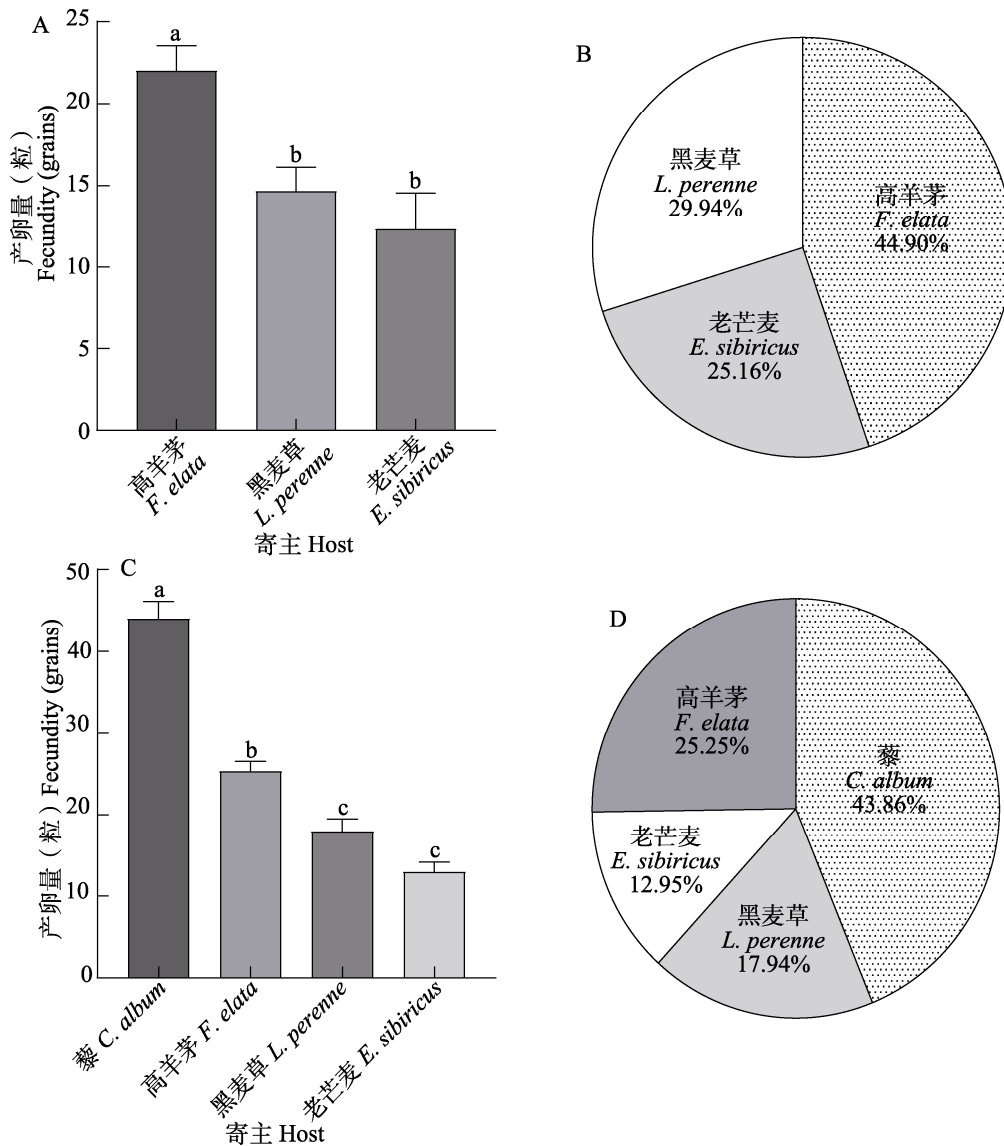 A
产卵量（粒）
Fecundity (grains)
25
20
15
10
5
0
a
b
b
高羊茅
F. elata
黑麦草
L. perenne
老芒麦
E. sibiricus
寄主 Host
B
黑麦草
L. perenne
29.94%
高羊茅
F. elata
44.90%
老芒麦
E. sibiricus
25.16%
C
产卵量（粒）Fecundity (grains)
50
40
30
20
10
0
a
b
c
c
藜 C. album
高羊茅 F. elata
黑麦草 L. perenne
老芒麦 E. sibiricus
寄主 Host
D
高羊茅
F. elata
25.25%
藜
C. album
43.86%
老芒麦
E. sibiricus
12.95%
黑麦草
L. perenne
17.94%